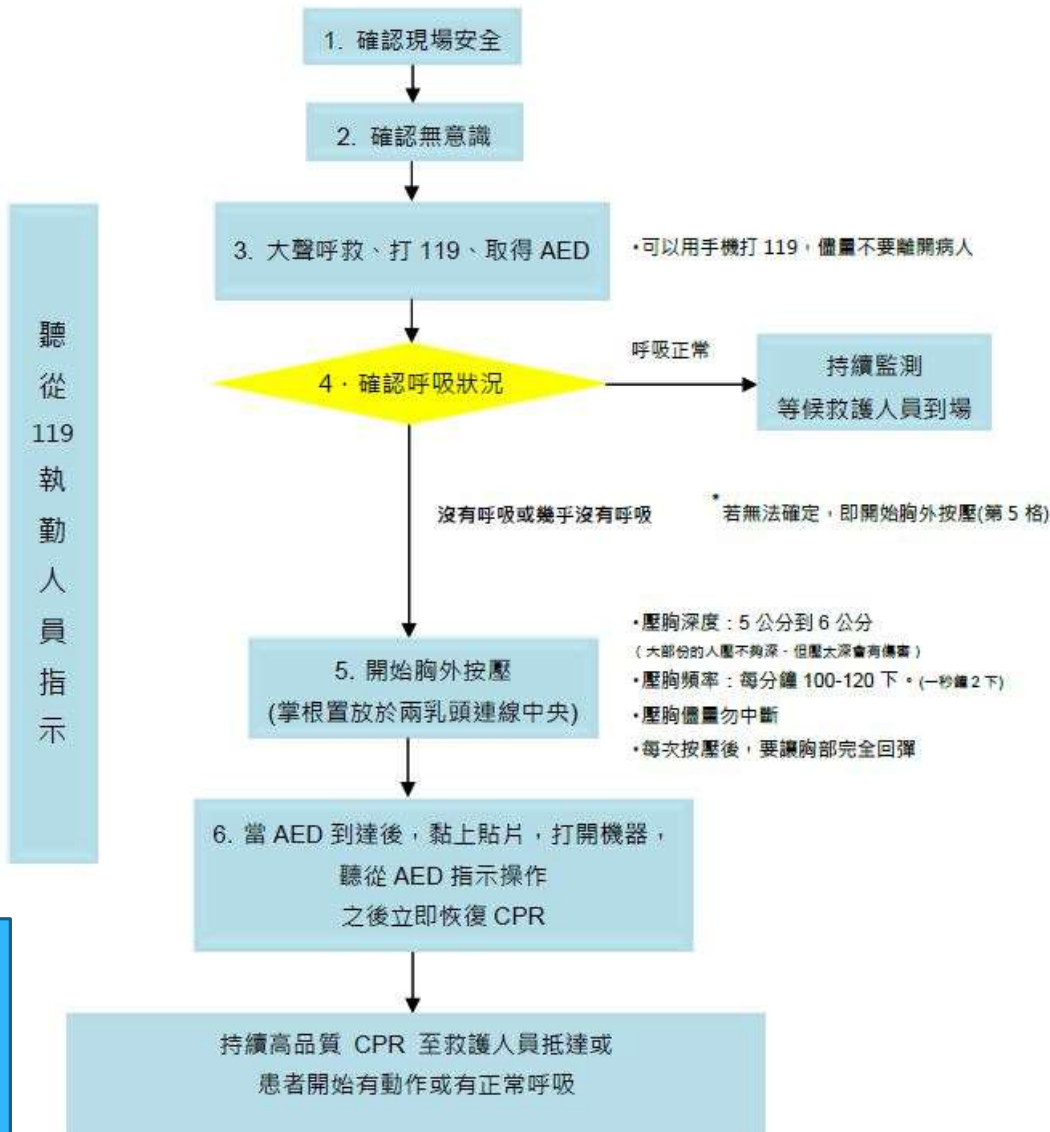 1. 確認現場安全
2. 確認無意識
3. 大聲呼救、打 119、取得 AED
•可以用手機打 119，儘量不要離開病人
聽
從
119
執
勤
人
員
指
示
4．確認呼吸狀況
呼吸正常
持續監測
等候救護人員到場
沒有呼吸或幾乎沒有呼吸
*若無法確定，即開始胸外按壓(第 5 格)
5. 開始胸外按壓
(掌根置放於兩乳頭連線中央)
•壓胸深度：5 公分到 6 公分
（大部份的人壓不夠深．但壓太深會有傷害）
•壓胸頻率：每分鐘 100-120 下。(一秒鐘 2 下)
•壓胸儘量勿中斷
•每次按壓後，要讓胸部完全回彈
6. 當 AED 到達後，黏上貼片，打開機器，
聽從 AED 指示操作
之後立即恢復 CPR
持續高品質 CPR 至救護人員抵達或
患者開始有動作或有正常呼吸